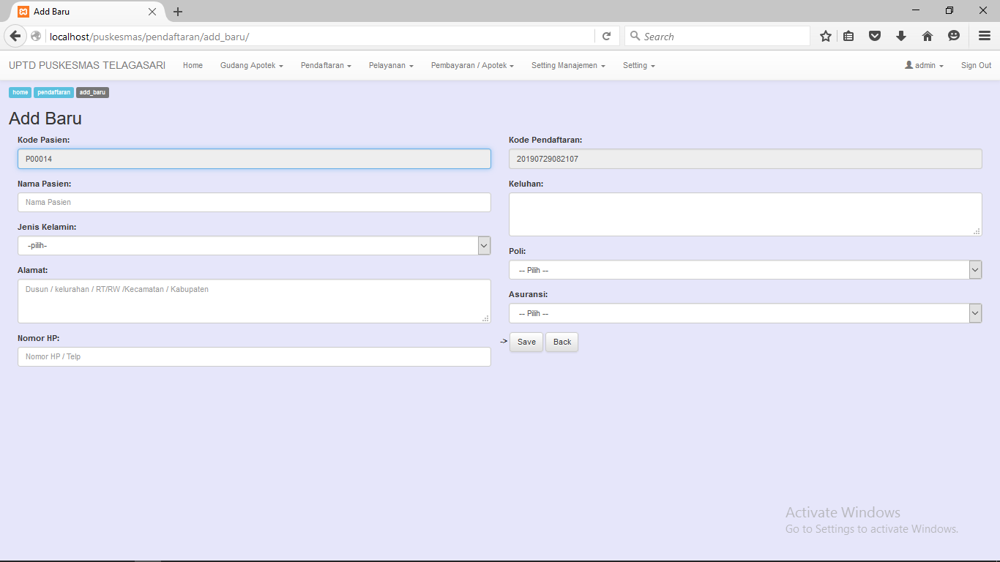 Add Baru
localhost/puskesmas/pendaftaran/add_baru/
Search
UPTD PUSKESMAS TELAGASARI Home Gudang Apotek Pendaftaran Pelayanan Pembayaran / Apotek Setting Manajemen Setting admin Sign Out
home pendaftaran add_baru
Add Baru
Kode Pasien:
P00014
Nama Pasien:
Nama Pasien
Jenis Kelamin:
-pilih-
Alamat:
Dusun / kelurahan / RT/RW /Kecamatan / Kabupaten
Nomor HP:
Nomor HP / Telp
Kode Pendaftaran:
20190729082107
Keluhan:
Poli:
-- Pilih --
Asuransi:
-- Pilih --
-> Save Back
Activate Windows
Go to Settings to activate Windows.